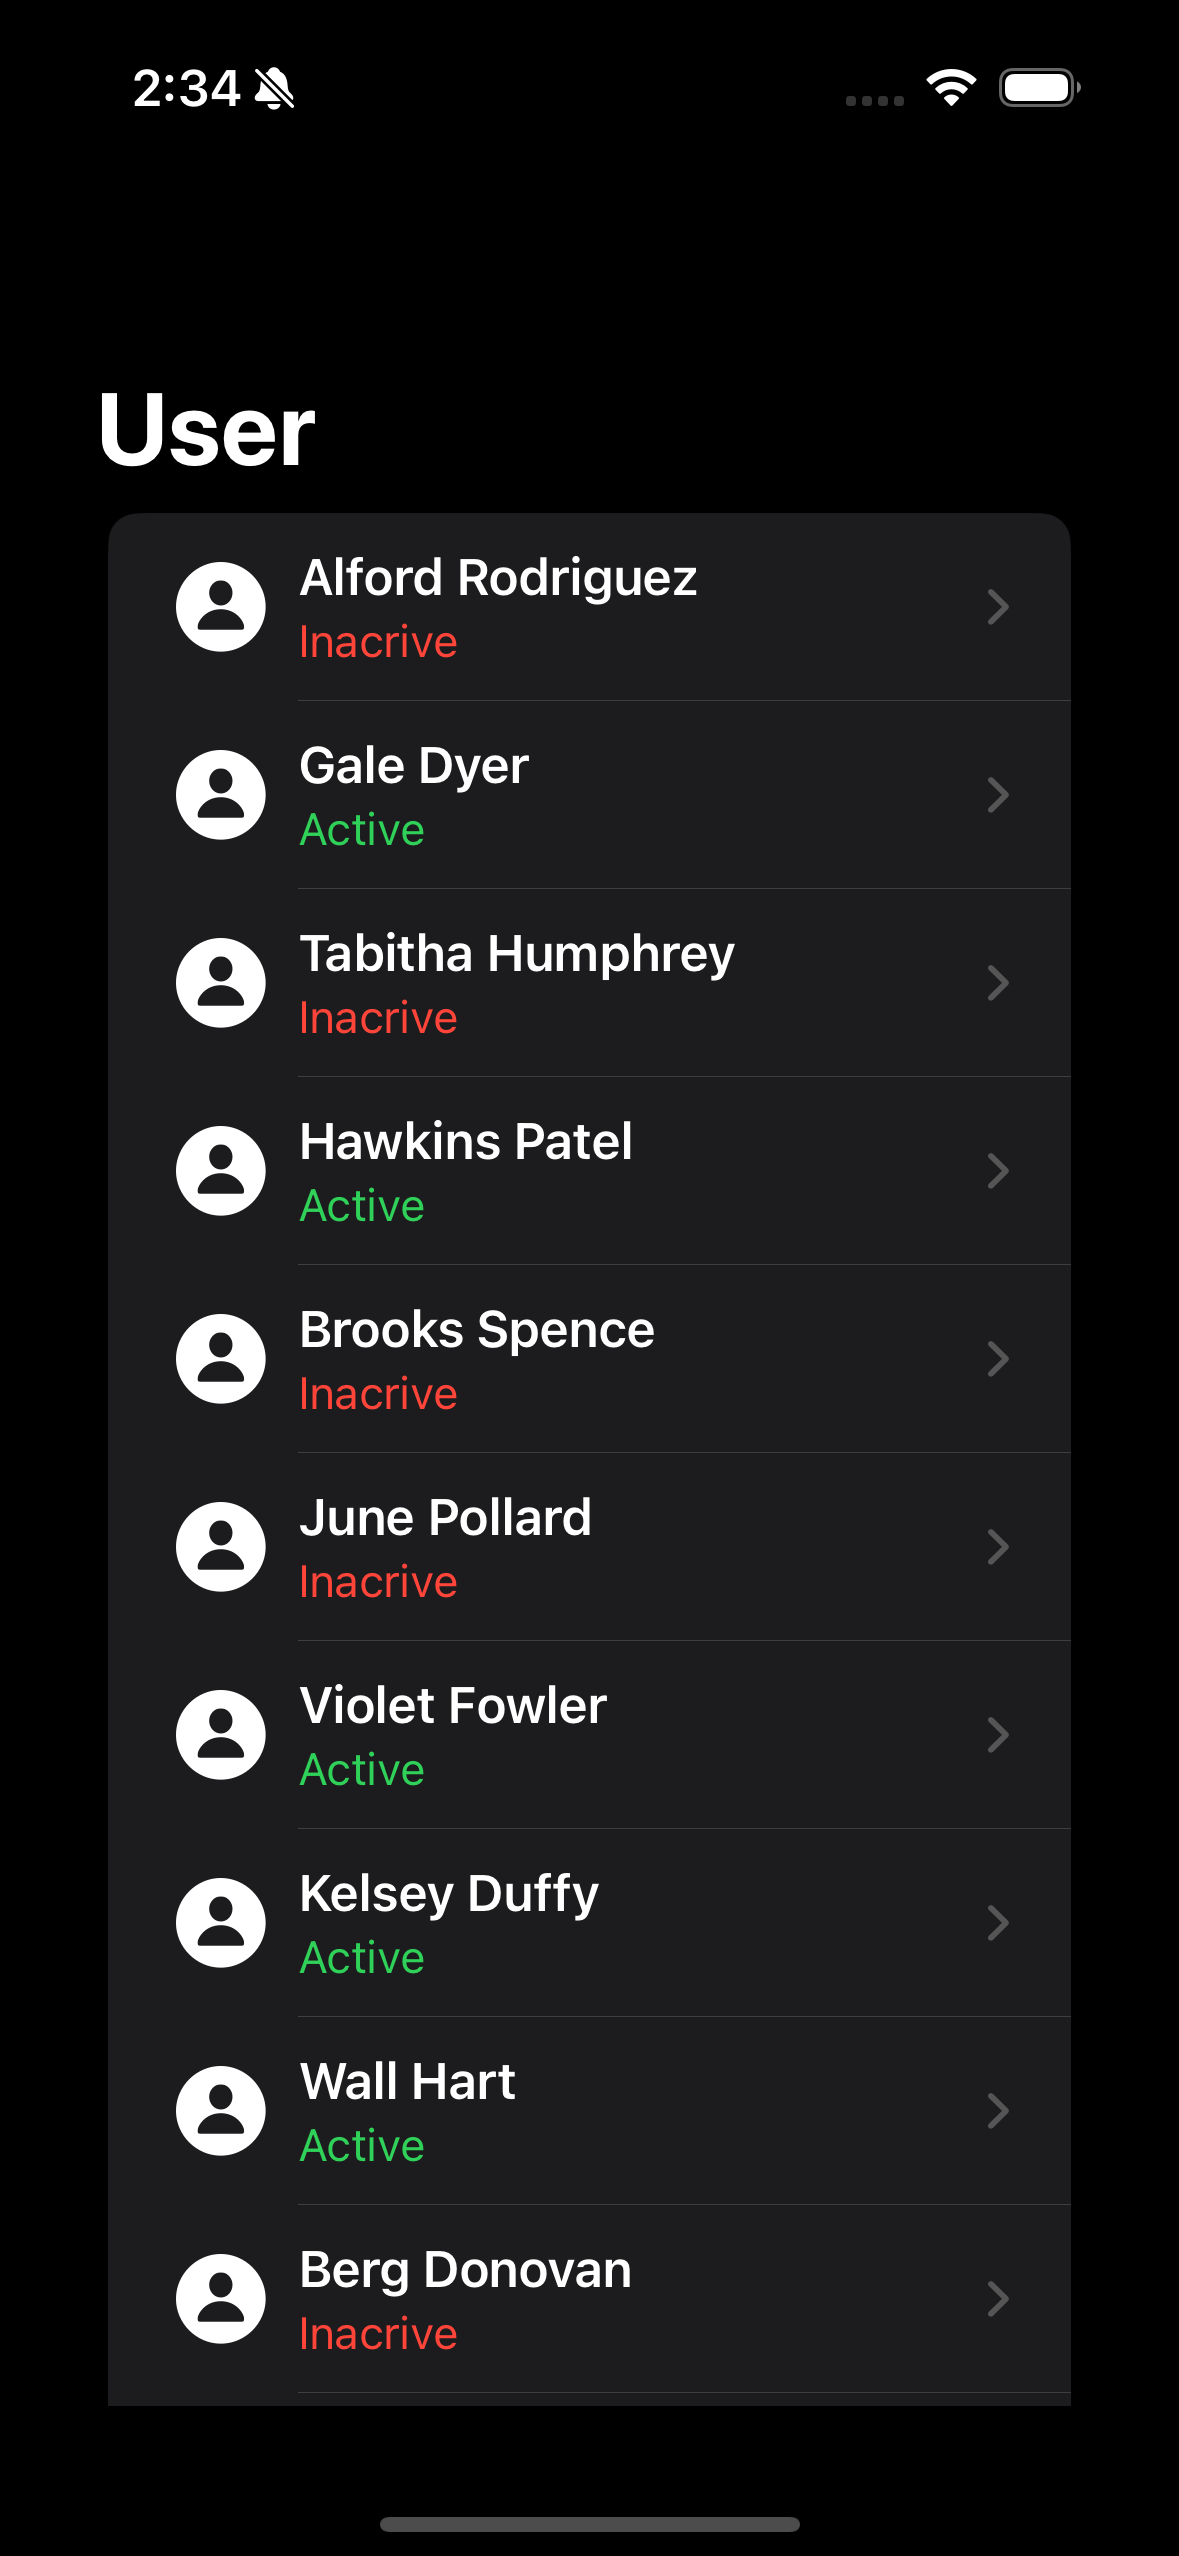 2:34
User
Alford Rodriguez
Inacrive
Gale Dyer
Active
Tabitha Humphrey
Inacrive
Hawkins Patel
Active
Brooks Spence
Inacrive
June Pollard
Inacrive
Violet Fowler
Active
Kelsey Duffy
Active
Wall Hart
Active
Berg Donovan
Inacrive